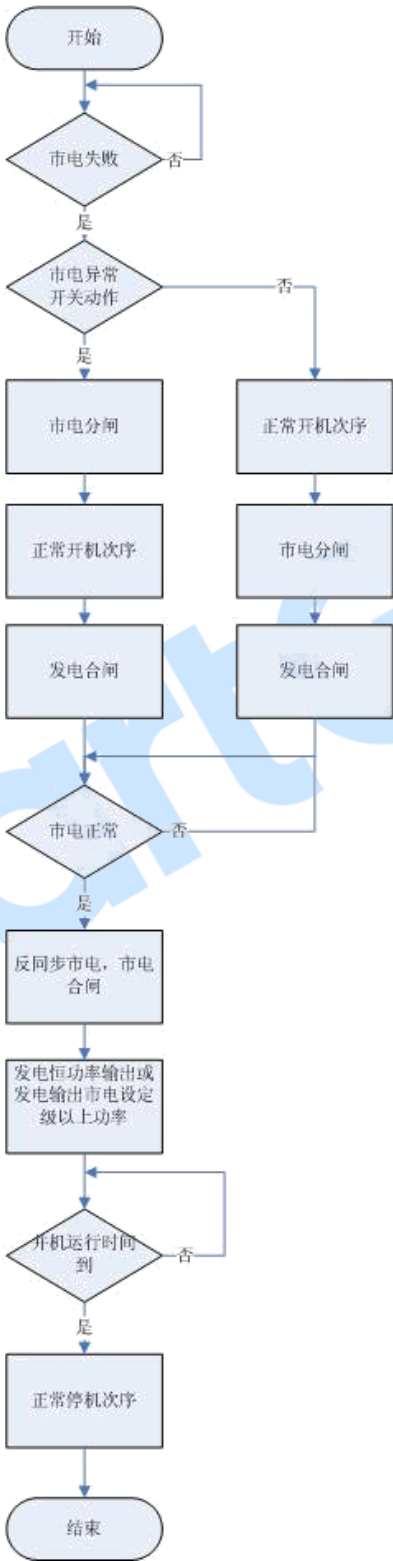 开始
市电失败
否
是
市电异常
开关动作
否
是
市电分闸
正常开机次序
正常开机次序
市电分闸
发电合闸
发电合闸
市电正常
否
是
反同步市电，市电
合闸
发电恒功率输出或
发电输出市电设定
级以上功率
开机运行时间
到
否
是
正常停机次序
结束